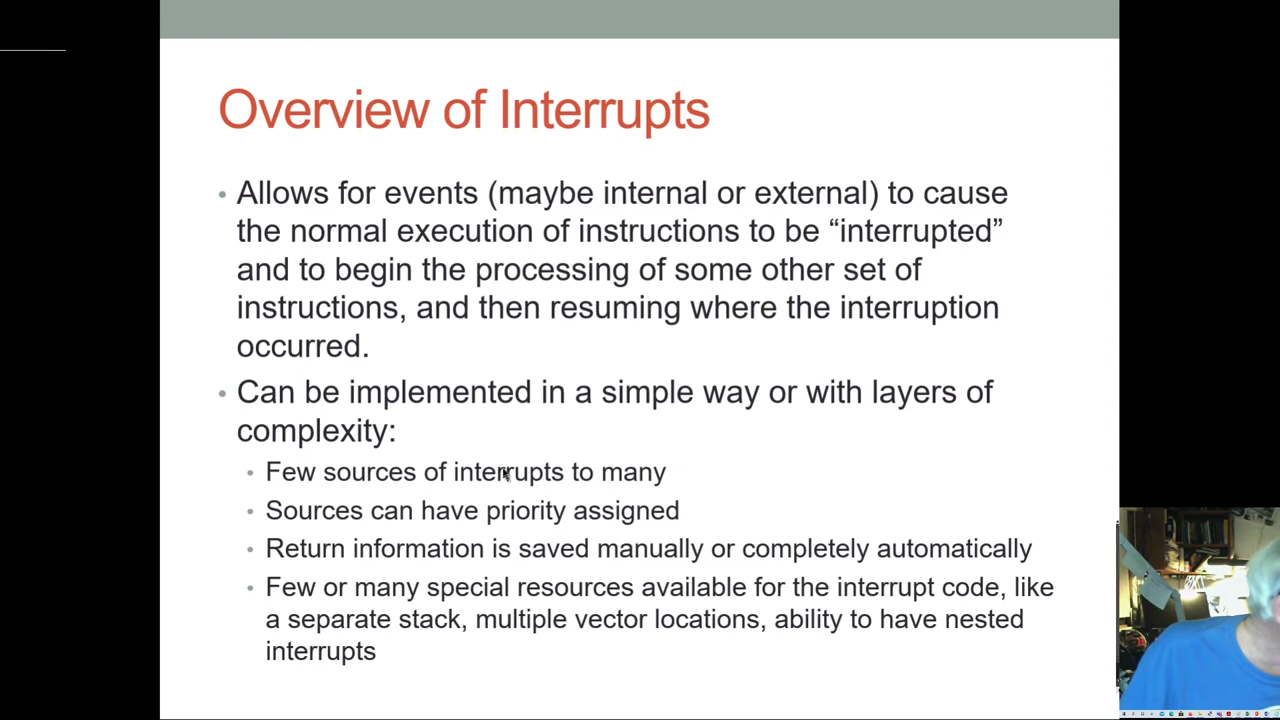 Overview of Interrupts
• Allows for events (maybe internal or external) to cause
the normal execution of instructions to be “interrupted”
and to begin the processing of some other set of
instructions, and then resuming where the interruption
occurred.
• Can be implemented in a simple way or with layers of
complexity:
• Few sources of interrupts to many
• Sources can have priority assigned
• Return information is saved manually or completely automatically
• Few or many special resources available for the interrupt code, like
a separate stack, multiple vector locations, ability to have nested
interrupts